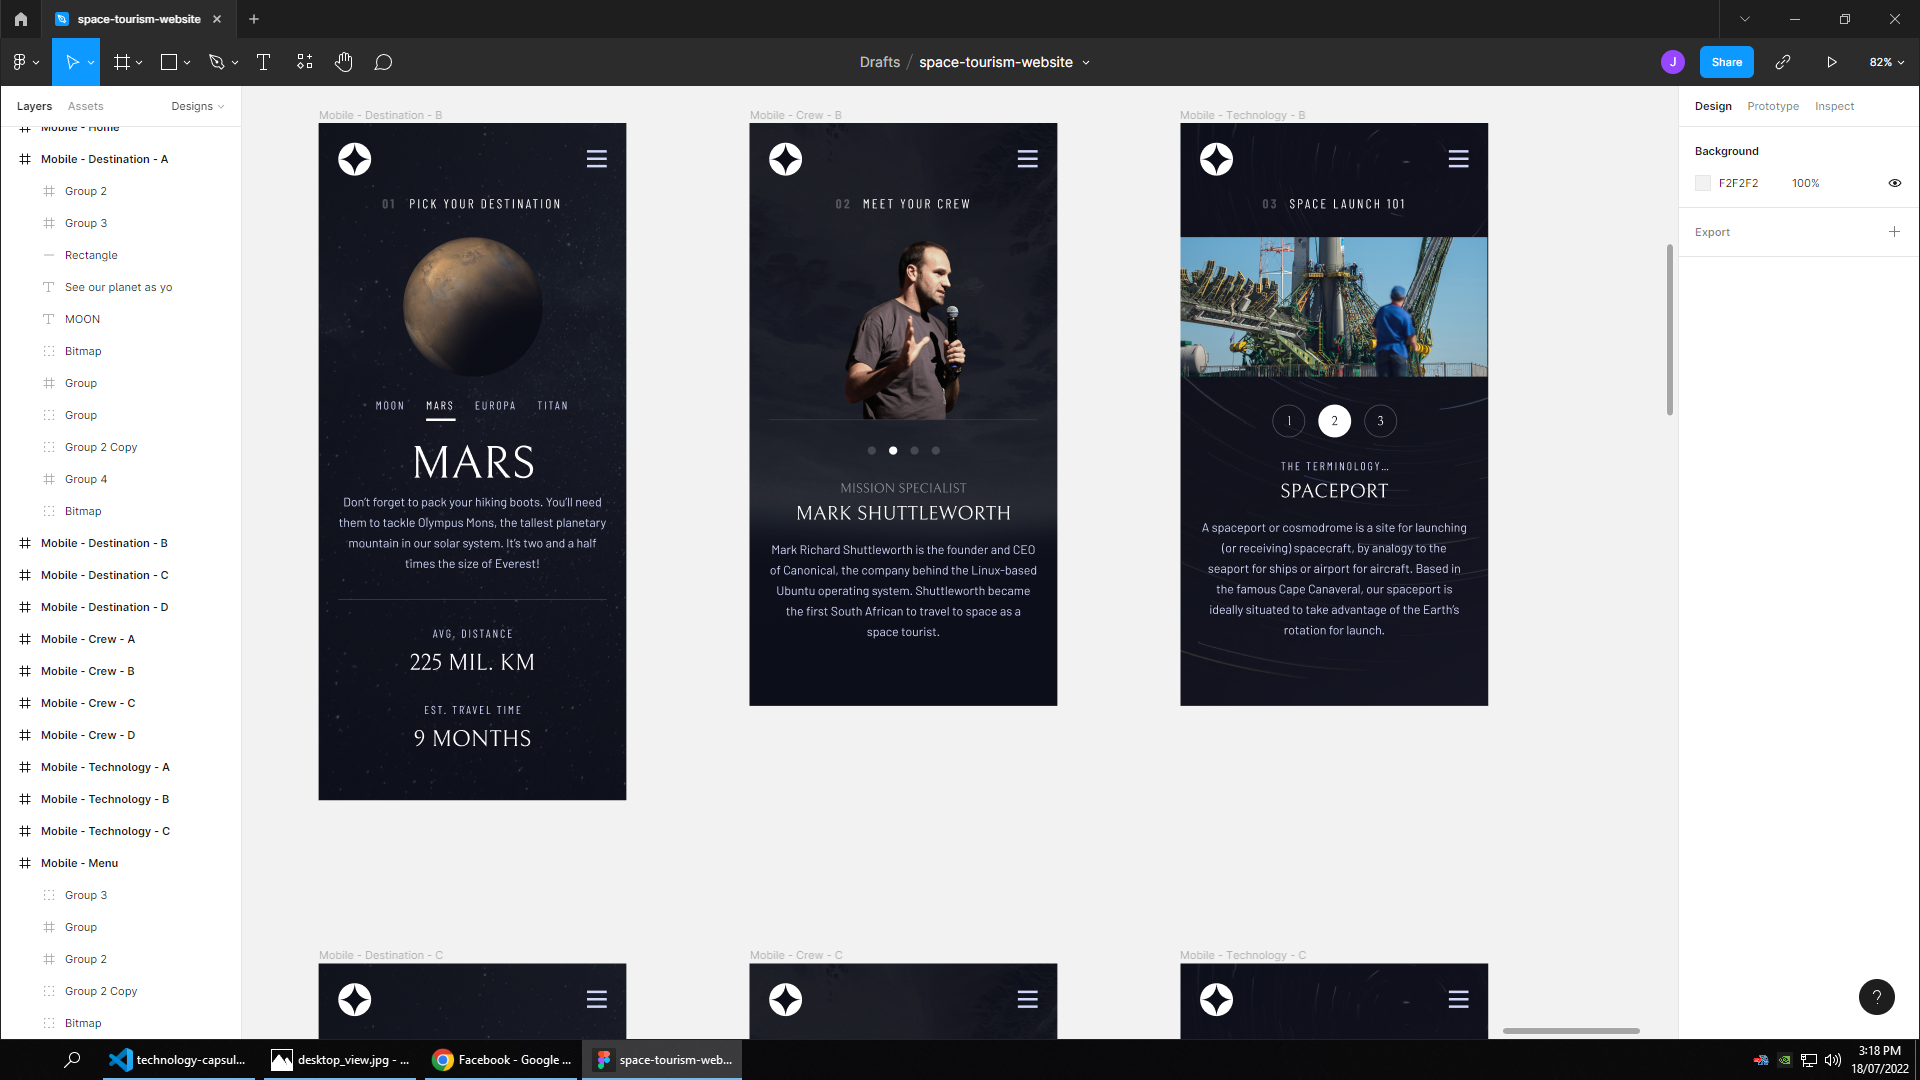 space-tourism-website
Drafts / space-tourism-website
J
Share
82%
Layers
Assets
Designs
Mobile - Home
Mobile - Destination - A
Group 2
Group 3
Rectangle
See our planet as yo
MOON
Bitmap
Group
Group
Group 2 Copy
Group 4
Bitmap
Mobile - Destination - B
Mobile - Destination - C
Mobile - Destination - D
Mobile - Crew - A
Mobile - Crew - B
Mobile - Crew - C
Mobile - Crew - D
Mobile - Technology - A
Mobile - Technology - B
Mobile - Technology - C
Mobile - Menu
Group 3
Group
Group 2
Group 2 Copy
Bitmap
Mobile - Destination - B
01 PICK YOUR DESTINATION
MOON MARS EUROPA TITAN
MARS
Don't forget to pack your hiking boots. You'll need
them to tackle Olympus Mons, the tallest planetary
mountain in our solar system. It's two and a half
times the size of Everest!
AVG. DISTANCE
225 MIL. KM
EST. TRAVEL TIME
9 MONTHS
Mobile - Crew - B
02 MEET YOUR CREW
MISSION SPECIALIST
MARK SHUTTLEWORTH
Mark Richard Shuttleworth is the founder and CEO
of Canonical, the company behind the Linux-based
Ubuntu operating system. Shuttleworth became
the first South African to travel to space as a
space tourist.
Mobile - Technology - B
03 SPACE LAUNCH 101
1 2 3
THE TERMINOLOGY...
SPACEPORT
A spaceport or cosmodrome is a site for launching
(or receiving) spacecraft, by analogy to the
seaport for ships or airport for aircraft. Based in
the famous Cape Canaveral, our spaceport is
ideally situated to take advantage of the Earth's
rotation for launch.
Mobile - Destination - C
Mobile - Crew - C
Mobile - Technology - C
Design
Prototype
Inspect
Background
F2F2F2
100%
Export
?
technology-capsul...
desktop_view.jpg - ...
Facebook - Google ...
space-tourism-web...
3:18 PM
18/07/2022